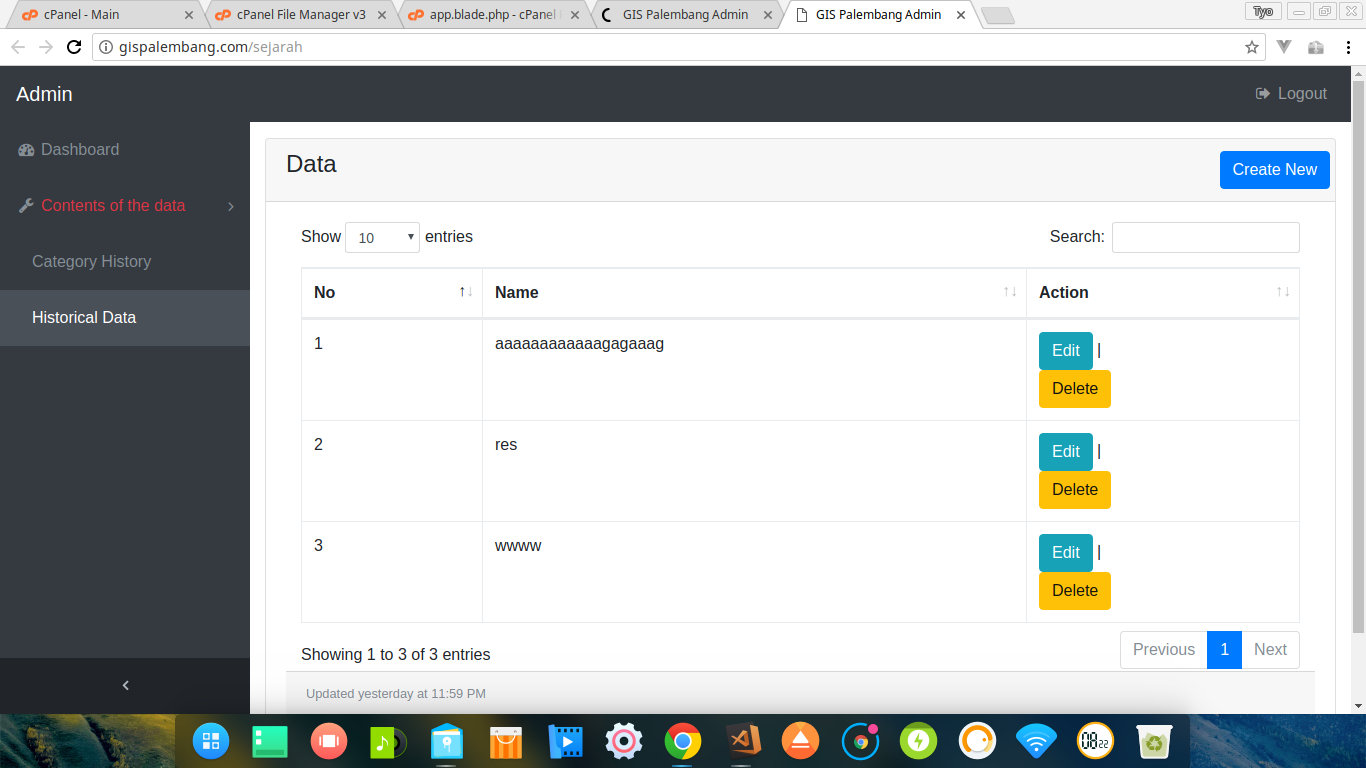 cPanel - Main
cPanel File Manager v3
app.blade.php - cPanel
GIS Palembang Admin
GIS Palembang Admin
Tyo
gispalembang.com/sejarah
Admin
Logout
Dashboard
Contents of the data
Category History
Historical Data
Data
Create New
Show 10 entries
Search:
No Name Action
1 aaaaaaaaaaaagagaaag Edit |
Delete
2 res Edit |
Delete
3 wwww Edit |
Delete
Showing 1 to 3 of 3 entries
Previous 1 Next
Updated yesterday at 11:59 PM
08 22